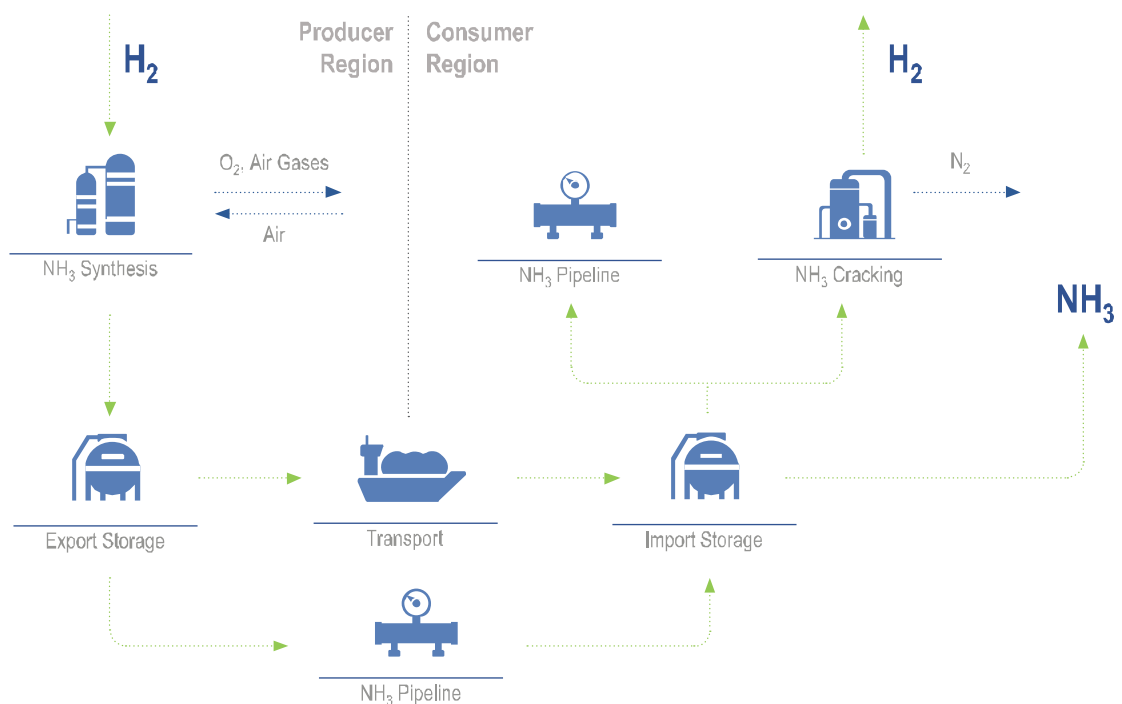 Producer Region
Consumer Region
H₂
H₂
O₂, Air Gases
Air
N₂
NH₃ Synthesis
NH₃ Pipeline
NH₃ Cracking
NH₃
Export Storage
Transport
Import Storage
NH₃ Pipeline